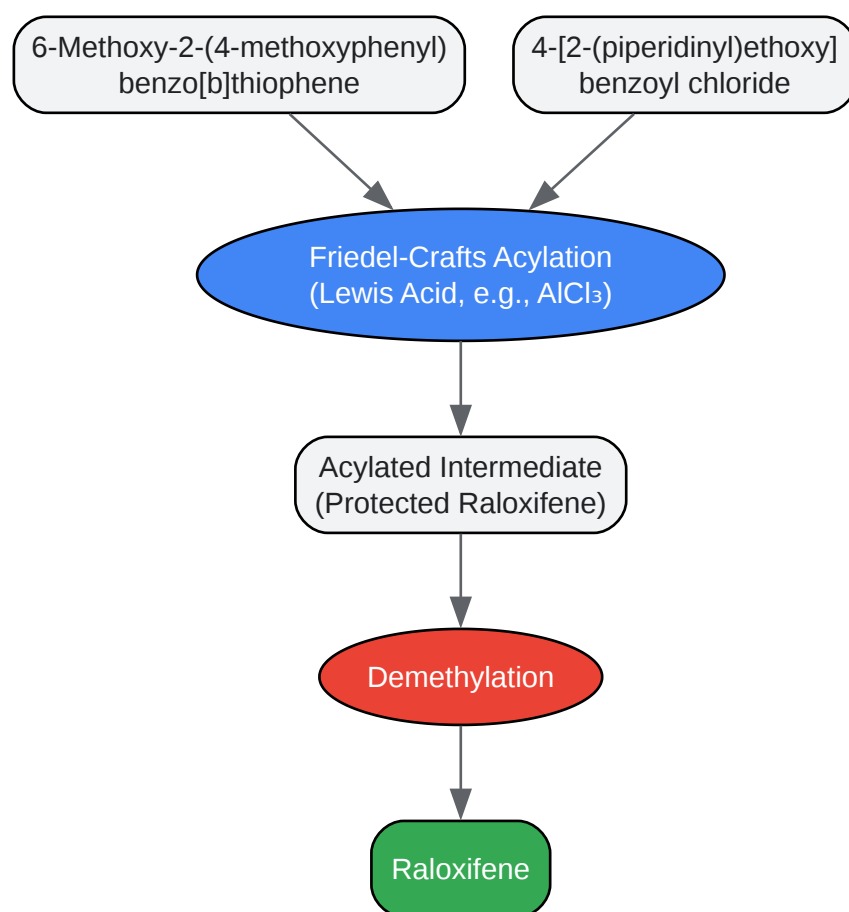 6-Methoxy-2-(4-methoxyphenyl)
benzo[b]thiophene
4-[2-(piperidinyl)ethoxy]
benzoyl chloride
Friedel-Crafts Acylation
(Lewis Acid, e.g., AlCl₃)
Acylated Intermediate
(Protected Raloxifene)
Demethylation
Raloxifene